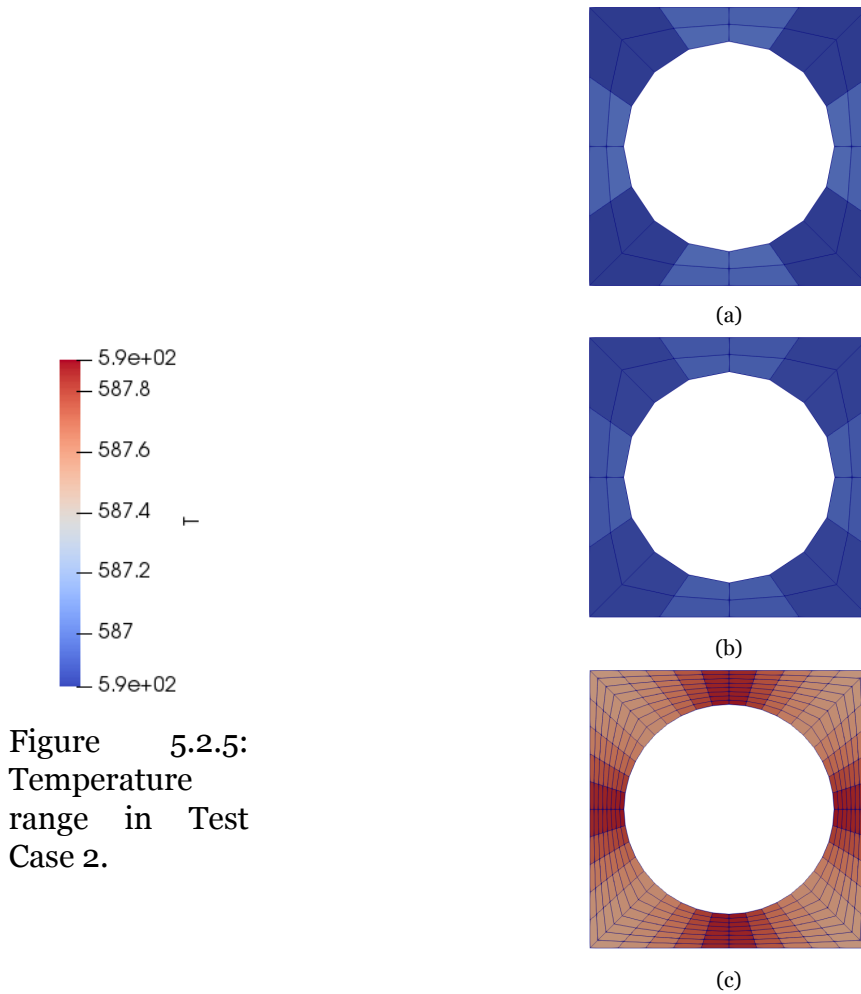 (a)
5.9e+02
587.8
587.6
587.4
587.2
587
5.9e+02
T
(b)
Figure 5.2.5:
Temperature
range in Test
Case 2.
(c)